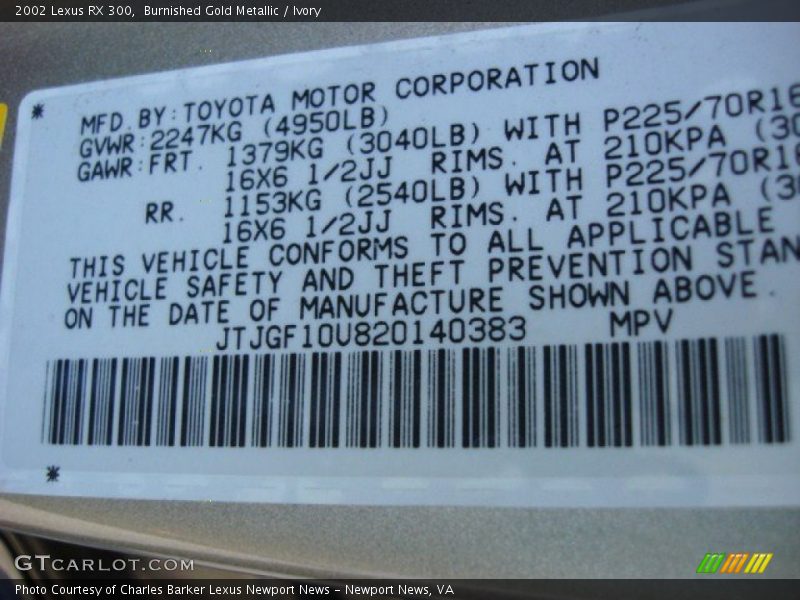 2002 Lexus RX 300, Burnished Gold Metallic / Ivory
MFD.BY:TOYOTA MOTOR CORPORATION
GVWR:2247KG (4950LB)
GAWR:FRT. 1379KG (3040LB) WITH P225/70R16
16X6 1/2JJ RIMS. AT 210KPA (30
RR. 1153KG (2540LB) WITH P225/70R16
16X6 1/2JJ RIMS. AT 210KPA (30
THIS VEHICLE CONFORMS TO ALL APPLICABLE
VEHICLE SAFETY AND THEFT PREVENTION STAN
ON THE DATE OF MANUFACTURE SHOWN ABOVE.
JTJGF10U820140383 MPV
GTCARLOT.COM
Photo Courtesy of Charles Barker Lexus Newport News – Newport News, VA